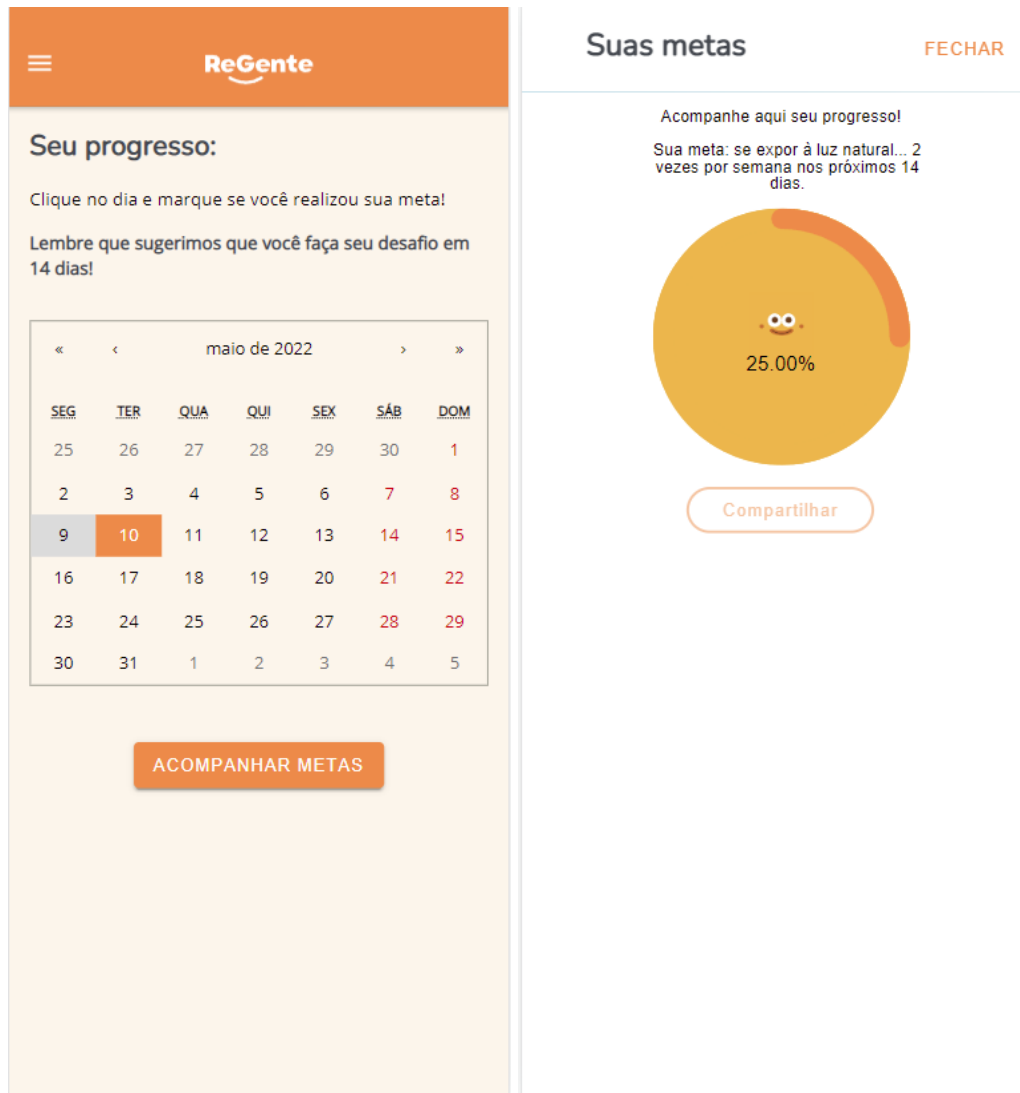 ReGente
Seu progresso:
Clique no dia e marque se você realizou sua meta!
Lembre que sugerimos que você faça seu desafio em
14 dias!
« ‹ maio de 2022 › »
SEG TER QUA QUI SEX SÁB DOM
25 26 27 28 29 30 1
2 3 4 5 6 7 8
9 10 11 12 13 14 15
16 17 18 19 20 21 22
23 24 25 26 27 28 29
30 31 1 2 3 4 5
ACOMPANHAR METAS
Suas metas
FECHAR
Acompanhe aqui seu progresso!
Sua meta: se expor à luz natural... 2
vezes por semana nos próximos 14
dias.
25.00%
Compartilhar